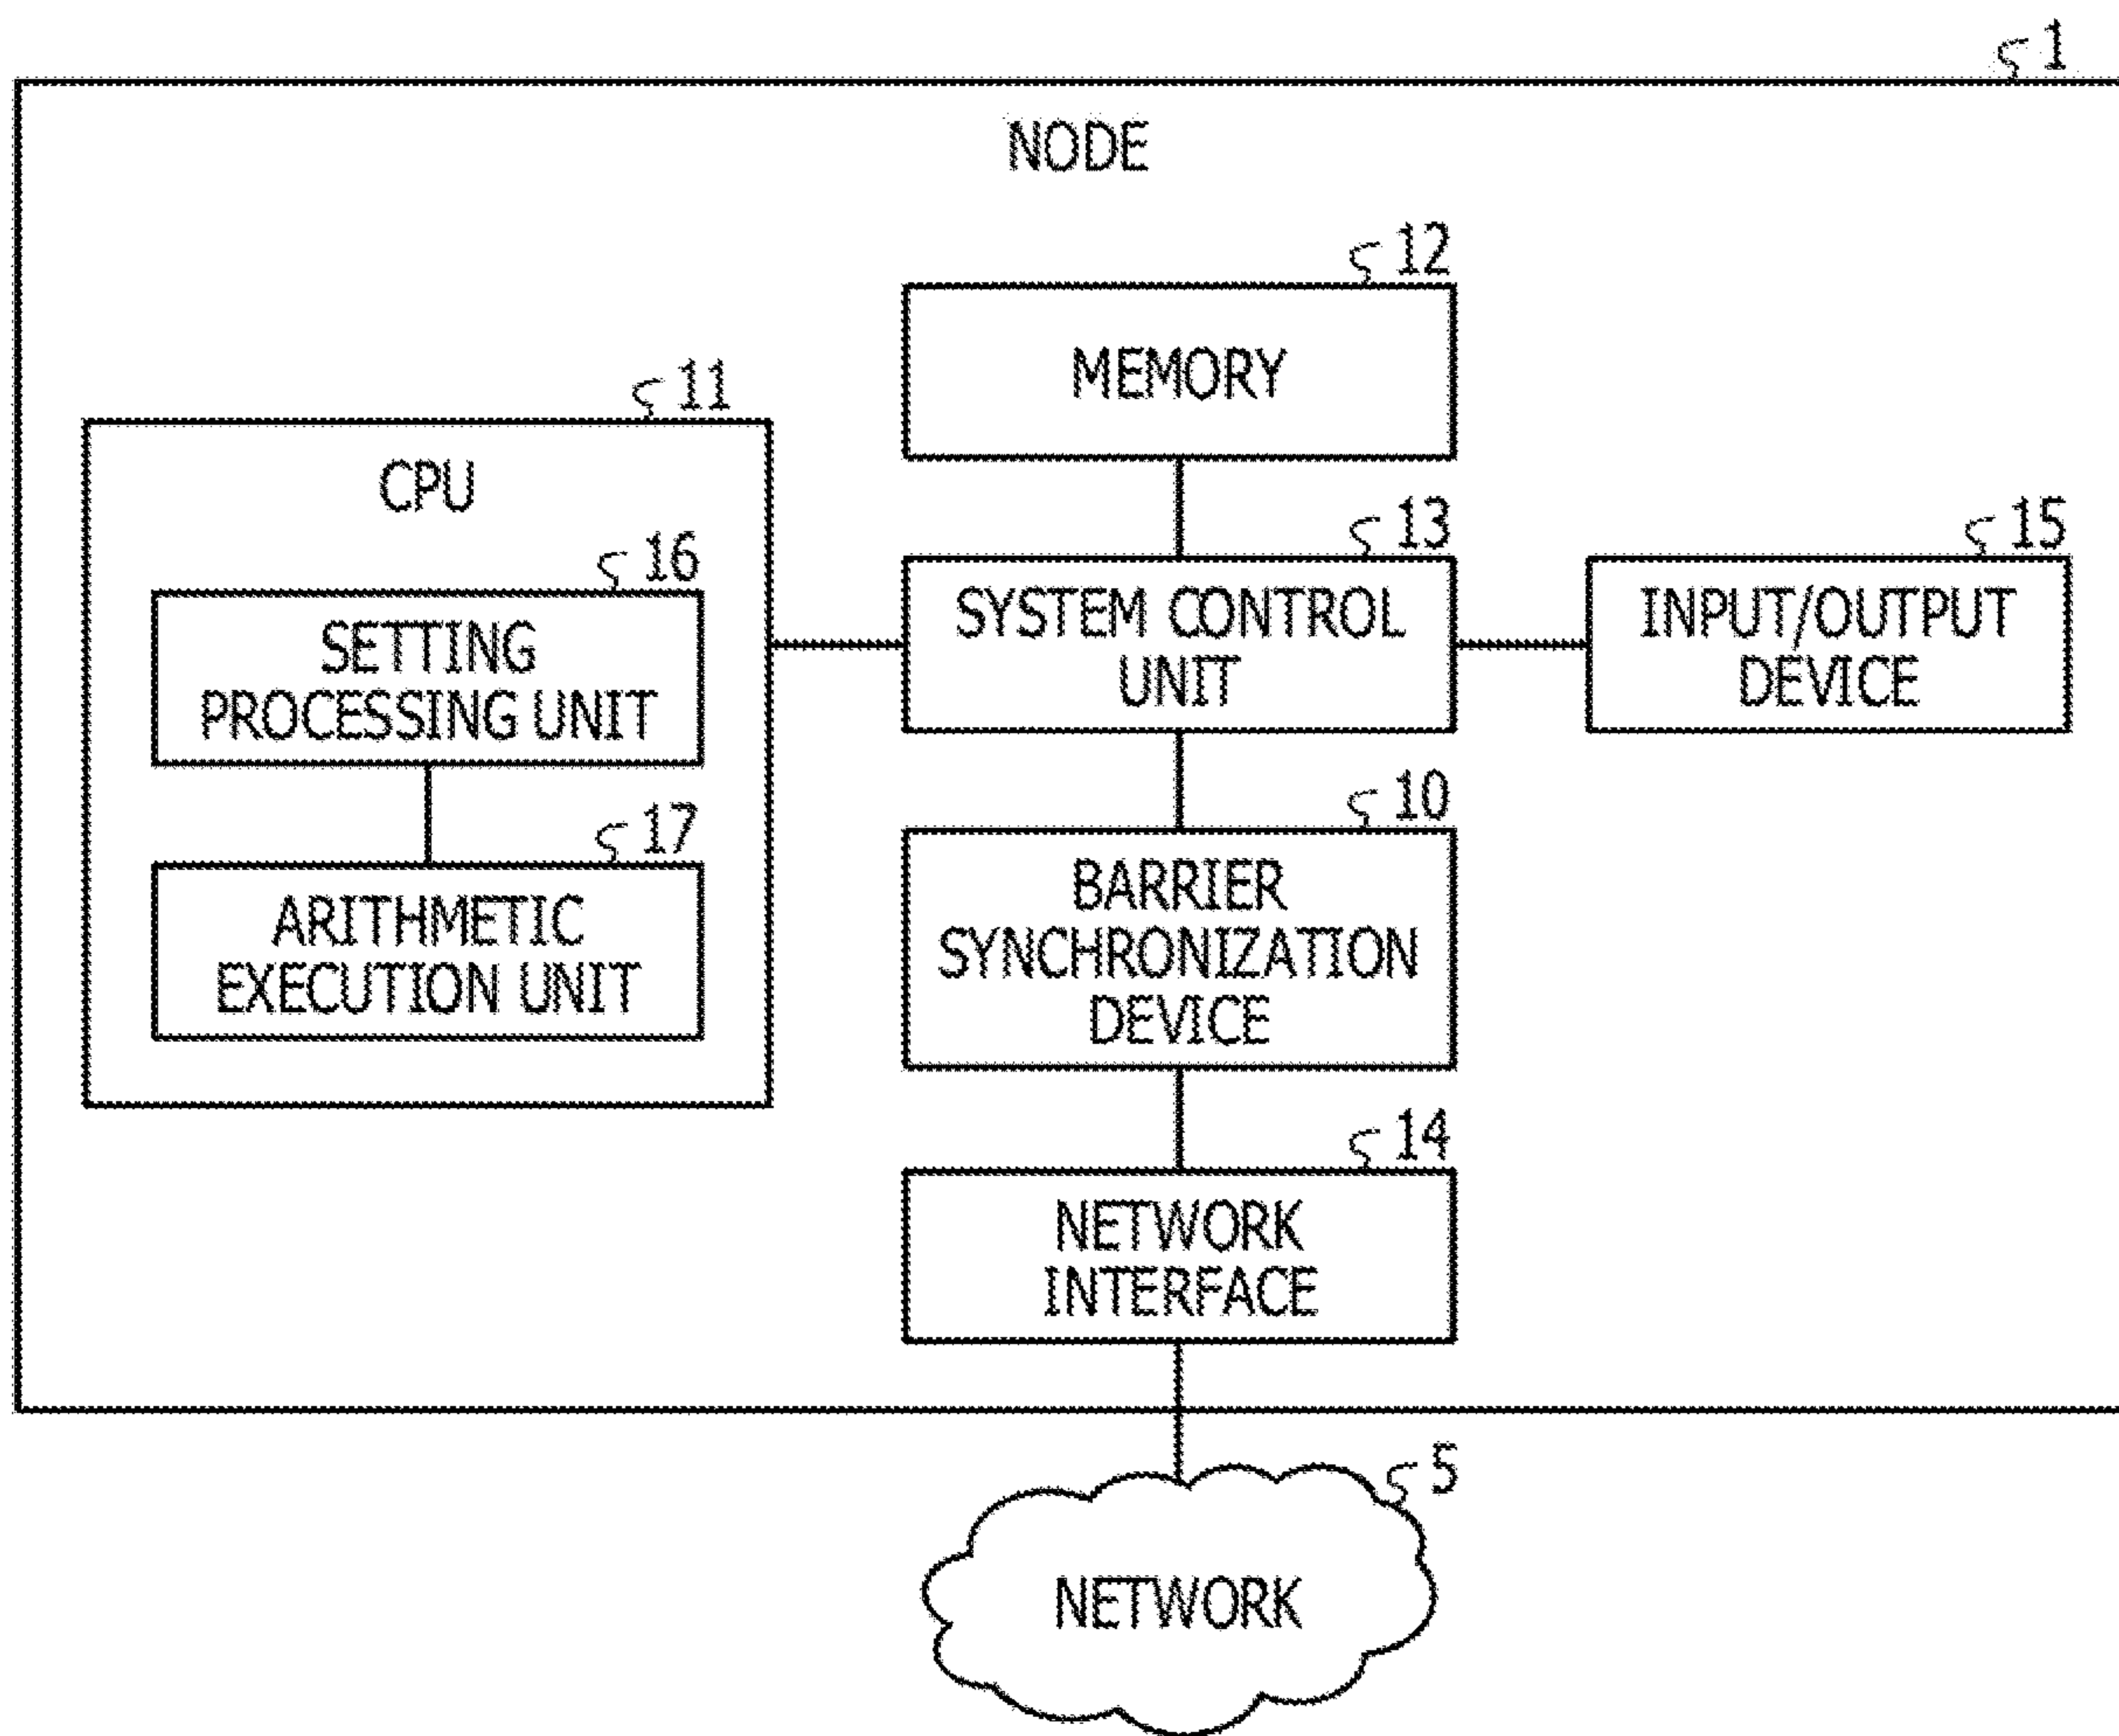 1
NODE
12
MEMORY
11
CPU
13
SYSTEM CONTROL
UNIT
15
INPUT/OUTPUT
DEVICE
16
SETTING
PROCESSING UNIT
17
ARITHMETIC
EXECUTION UNIT
10
BARRIER
SYNCHRONIZATION
DEVICE
14
NETWORK
INTERFACE
5
NETWORK